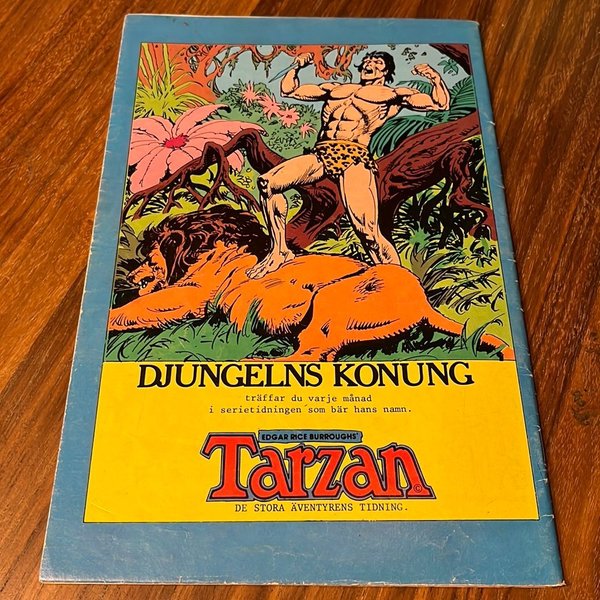 DJUNGELNS KONUNG
träffar du varje månad
i serietidningen som bär hans namn.
EDGAR RICE BURROUGHS'
Tarzan
©
DE STORA ÄVENTYRENS TIDNING.